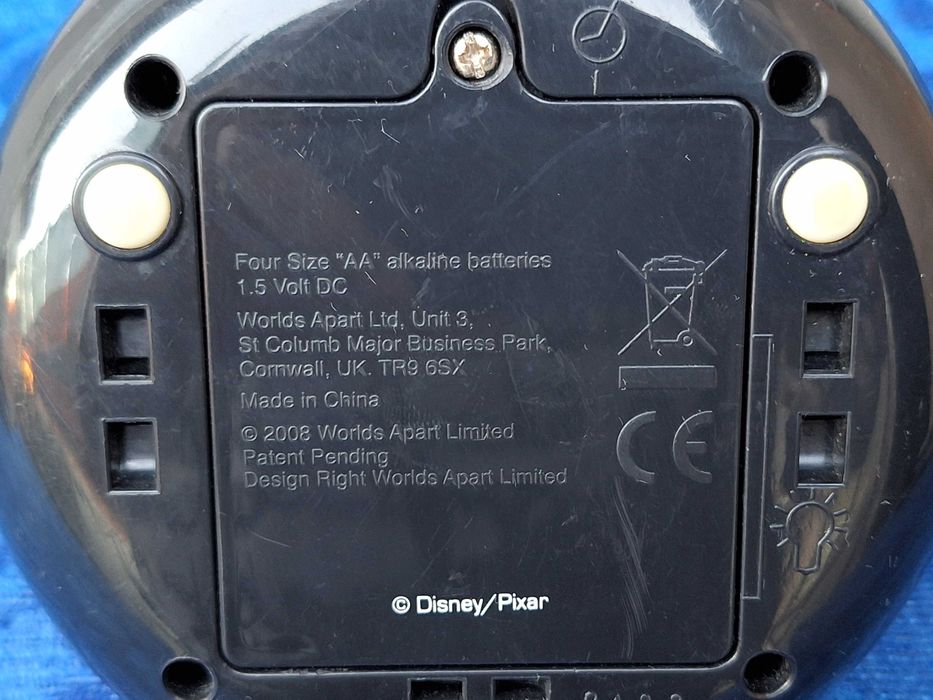 Four Size "AA" alkaline batteries
1.5 Volt DC
Worlds Apart Ltd, Unit 3,
St Columb Major Business Park,
Cornwall, UK. TR9 6SX
Made in China
© 2008 Worlds Apart Limited
Patent Pending
Design Right Worlds Apart Limited
CE
© Disney/Pixar